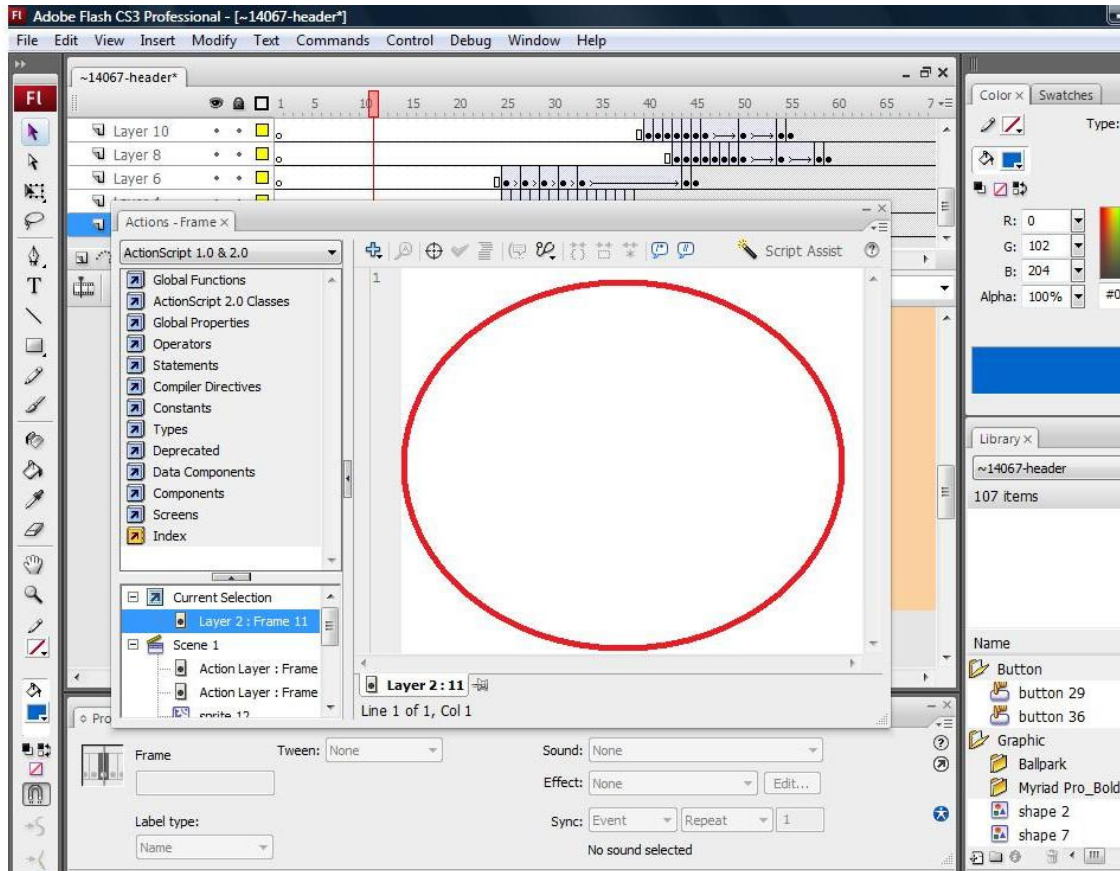 Fl Adobe Flash CS3 Professional - [~14067-header*]
File Edit View Insert Modify Text Commands Control Debug Window Help
~14067-header*
Fl
1 5 10 15 20 25 30 35 40 45 50 55 60 65 7
Layer 10
Layer 8
Layer 6
Actions - Frame ×
ActionScript 1.0 & 2.0
Script Assist
Global Functions
ActionScript 2.0 Classes
Global Properties
Operators
Statements
Compiler Directives
Constants
Types
Deprecated
Data Components
Components
Screens
Index
1
Current Selection
Layer 2 : Frame 11
Scene 1
Action Layer : Frame
Action Layer : Frame
sprite 12
Layer 2 : 11
Line 1 of 1, Col 1
Pro
Frame
Tween: None
Sound: None
Effect: None Edit...
Label type:
Name
Sync: Event Repeat 1
No sound selected
Color × Swatches
Type:
R: 0
G: 102
B: 204
Alpha: 100% #0
Library ×
~14067-header
107 items
Name
Button
button 29
button 36
Graphic
Ballpark
Myriad Pro_Bold
shape 2
shape 7